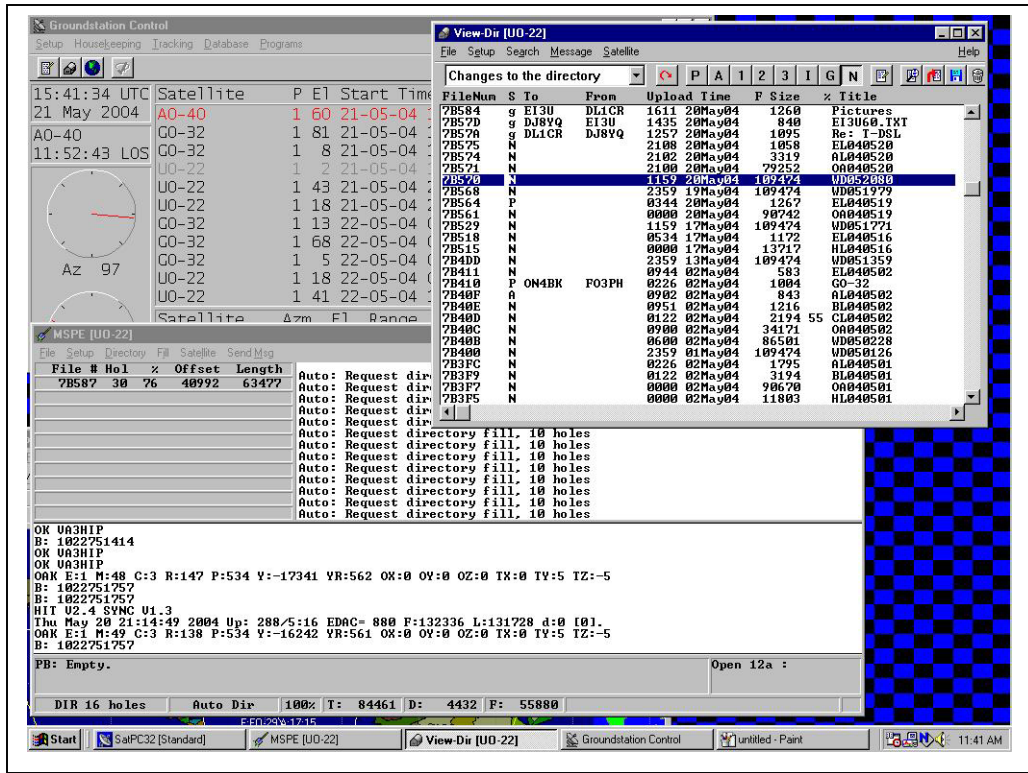 Groundstation Control
Setup Housekeeping Tracking Database Programs
15:41:34 UTC
21 May 2004
AO-40
11:52:43 LOS
Az 97
Satellite P El Start Time
AO-40 1 60 21-05-04
GO-32 1 81 21-05-04
GO-32 1 8 21-05-04
UO-22 1 2 21-05-04
UO-22 1 43 21-05-04
UO-22 1 18 21-05-04
GO-32 1 13 22-05-04
GO-32 1 68 22-05-04
GO-32 1 5 22-05-04
UO-22 1 18 22-05-04
UO-22 1 41 22-05-04
Satellite Azm El Range
View-Dir [UO-22]
File Setup Search Message Satellite Help
Changes to the directory P A 1 2 3 I G N
FileNum S To From Upload Time F Size % Title
7B584 g EI3U DL1CR 1611 20May04 1260 Pictures
7B57D g DJ8YQ EI3U 1435 20May04 840 EI3U60.TXT
7B57A g DL1CR DJ8YQ 1257 20May04 1095 Re: T-DSL
7B575 N 2108 20May04 1058 EL040520
7B574 N 2102 20May04 3319 AL040520
7B571 N 2100 20May04 79252 OA040520
7B570 N 1159 20May04 109474 WD052080
7B568 N 2359 19May04 109474 WD051979
7B564 P 0344 20May04 1267 EL040519
7B561 N 0000 20May04 90742 OA040519
7B529 N 1159 17May04 109474 WD051771
7B518 N 0534 17May04 1172 EL040516
7B515 N 0000 17May04 13717 HL040516
7B4DD N 2359 13May04 109474 WD051359
7B411 N 0944 02May04 583 EL040502
7B410 P ON4BK FO3PH 0226 02May04 1004 GO-32
7B40F A 0902 02May04 843 AL040502
7B40E N 0951 02May04 1216 BL040502
7B40D N 0122 02May04 2194 55 CL040502
7B40C N 0900 02May04 34171 OA040502
7B40B N 0600 02May04 86501 WD050228
7B400 N 2359 01May04 109474 WD050126
7B3FC N 0226 02May04 1795 AL040501
7B3F9 N 0122 02May04 3194 BL040501
7B3F7 N 0000 02May04 90670 OA040501
7B3F5 N 0000 02May04 11803 HL040501
MSPE [UO-22]
File Setup Directory Fill Satellite Send Msg
File # Hol % Offset Length
7B587 30 76 40992 63477
Auto: Request dir
Auto: Request dir
Auto: Request dir
Auto: Request dir
Auto: Request dir
Auto: Request directory fill, 10 holes
Auto: Request directory fill, 10 holes
Auto: Request directory fill, 10 holes
Auto: Request directory fill, 10 holes
Auto: Request directory fill, 10 holes
Auto: Request directory fill, 10 holes
Auto: Request directory fill, 10 holes
Auto: Request directory fill, 10 holes
OK VA3HIP
B: 1022751414
OK VA3HIP
OK VA3HIP
OAK E:1 M:48 C:3 R:147 P:534 Y:-17341 YR:562 OX:0 OY:0 OZ:0 TX:0 TY:5 TZ:-5
B: 1022751757
B: 1022751757
HIT V2.4 SYNC V1.3
Thu May 20 21:14:49 2004 Up: 288/5:16 EDAC= 880 F:132336 L:131728 d:0 [0].
OAK E:1 M:49 C:3 R:138 P:534 Y:-16242 YR:561 OX:0 OY:0 OZ:0 TX:0 TY:5 TZ:-5
B: 1022751757
PB: Empty. Open 12a :
DIR 16 holes Auto Dir 100% T: 84461 D: 4432 F: 55880
Start SatPC32 [Standard] MSPE [UO-22] View-Dir [UO-22] Groundstation Control untitled - Paint 11:41 AM